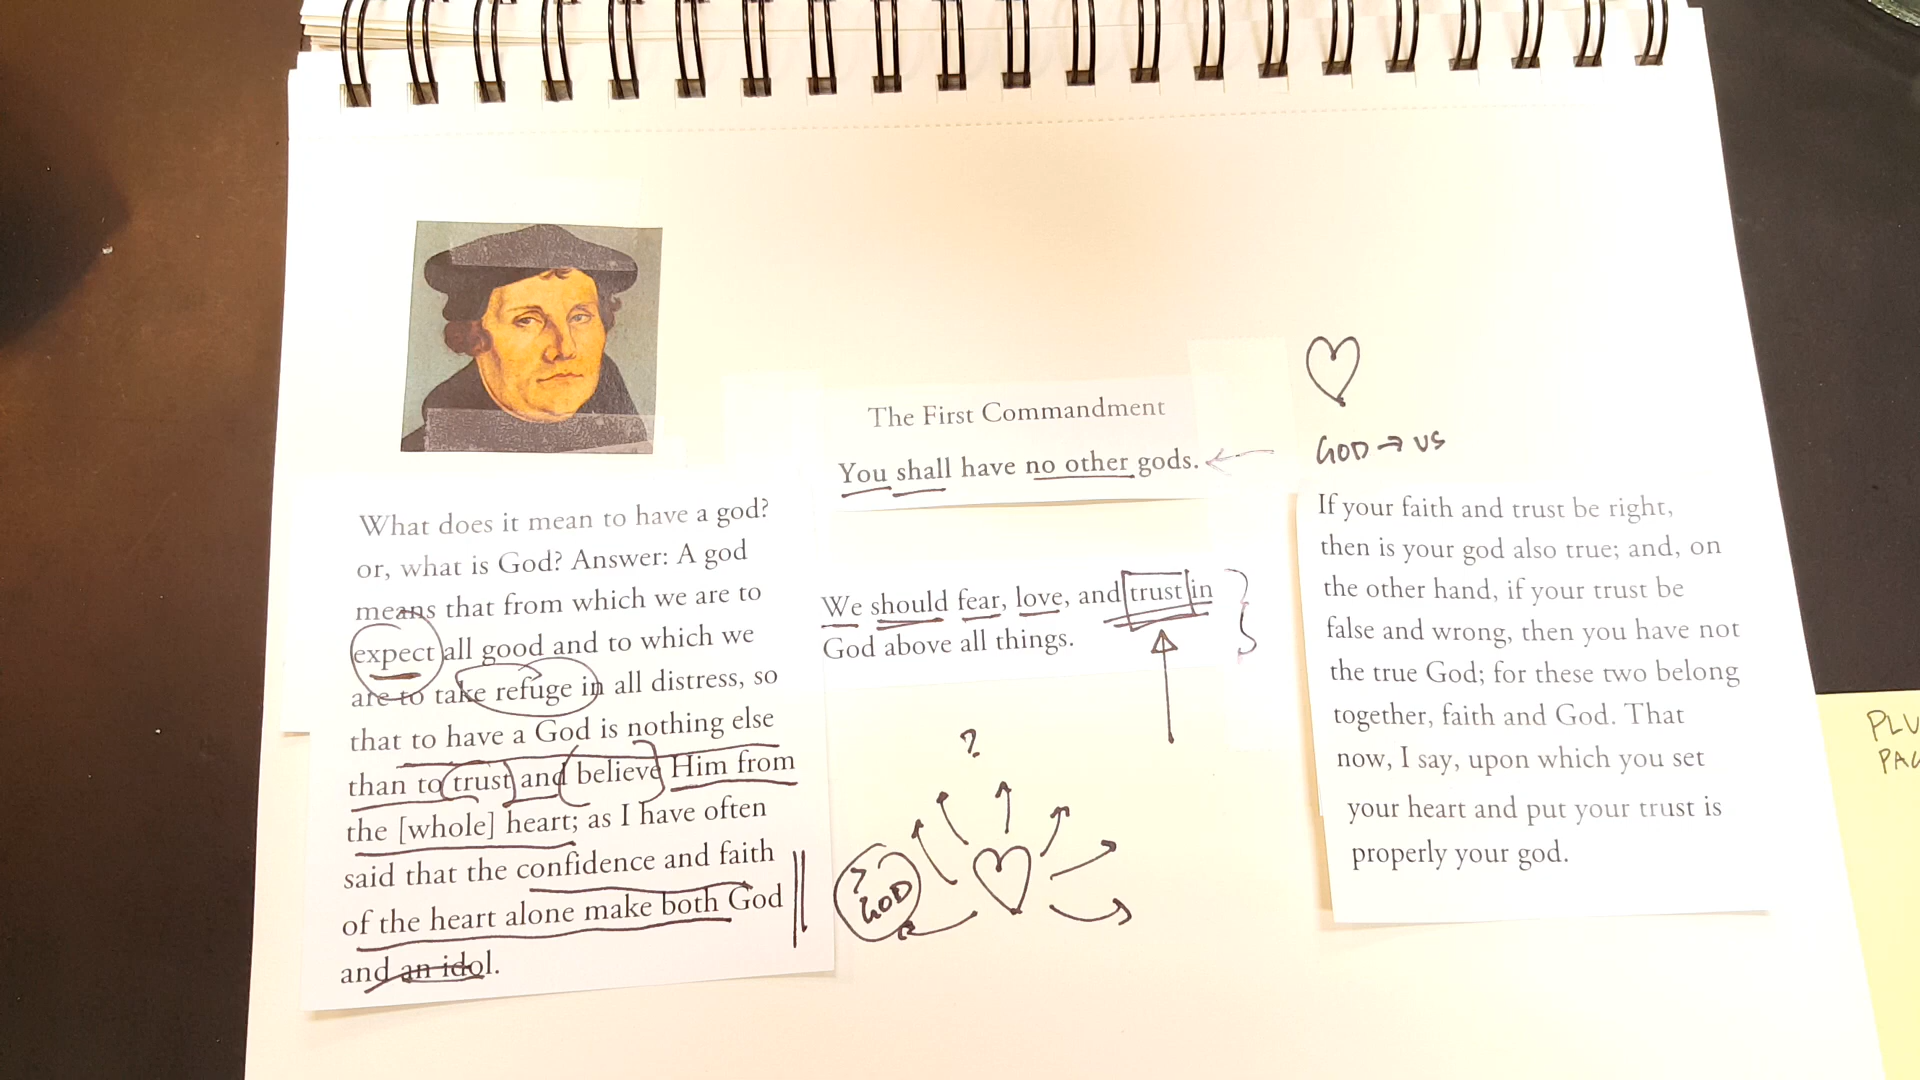 What does it mean to have a god?
or, what is God? Answer: A god
means that from which we are to
expect all good and to which we
are to take refuge in all distress, so
that to have a God is nothing else
than to trust and believe Him from
the [whole] heart; as I have often
said that the confidence and faith
of the heart alone make both God
and an idol.
The First Commandment
You shall have no other gods.
We should fear, love, and trust in
God above all things.
?
?
GOD
GOD → US
If your faith and trust be right,
then is your god also true; and, on
the other hand, if your trust be
false and wrong, then you have not
the true God; for these two belong
together, faith and God. That
now, I say, upon which you set
your heart and put your trust is
properly your god.